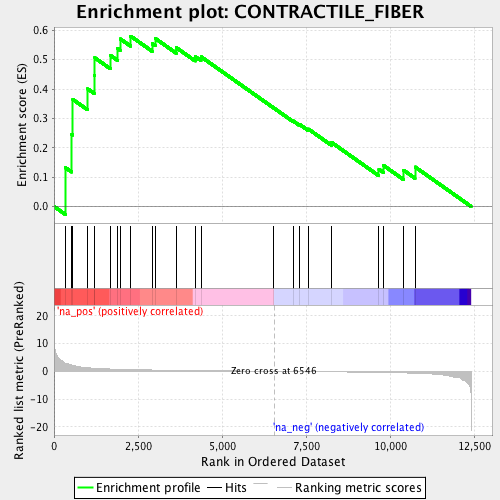 Enrichment plot: CONTRACTILE_FIBER
Enrichment score (ES)
0.6
0.5
0.4
0.3
0.2
0.1
0.0
'na_pos' (positively correlated)
Ranked list metric (PreRanked)
20
10
0
-10
-20
Zero cross at 6546
'na_neg' (negatively correlated)
0
2,500
5,000
7,500
10,000
12,500
Rank in Ordered Dataset
Enrichment profile
Hits
Ranking metric scores